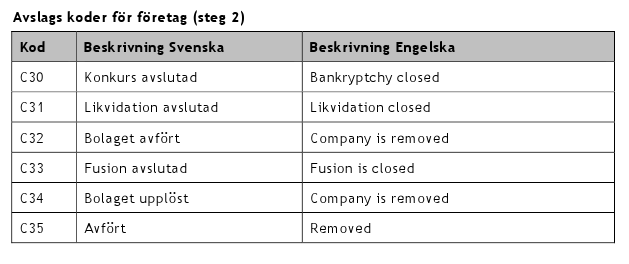 Avslags koder för företag (steg 2)
Kod Beskrivning Svenska Beskrivning Engelska
C30 Konkurs avslutad Bankryptchy closed
C31 Likvidation avslutad Likvidation closed
C32 Bolaget avfört Company is removed
C33 Fusion avslutad Fusion is closed
C34 Bolaget upplöst Company is removed
C35 Avfört Removed